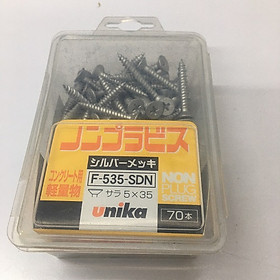 ノンプラビス
コンクリート用
軽量物
シルバーメッキ
F-535-SDN
サラ 5×35
unika
NON
PLUG
SCREW
70本